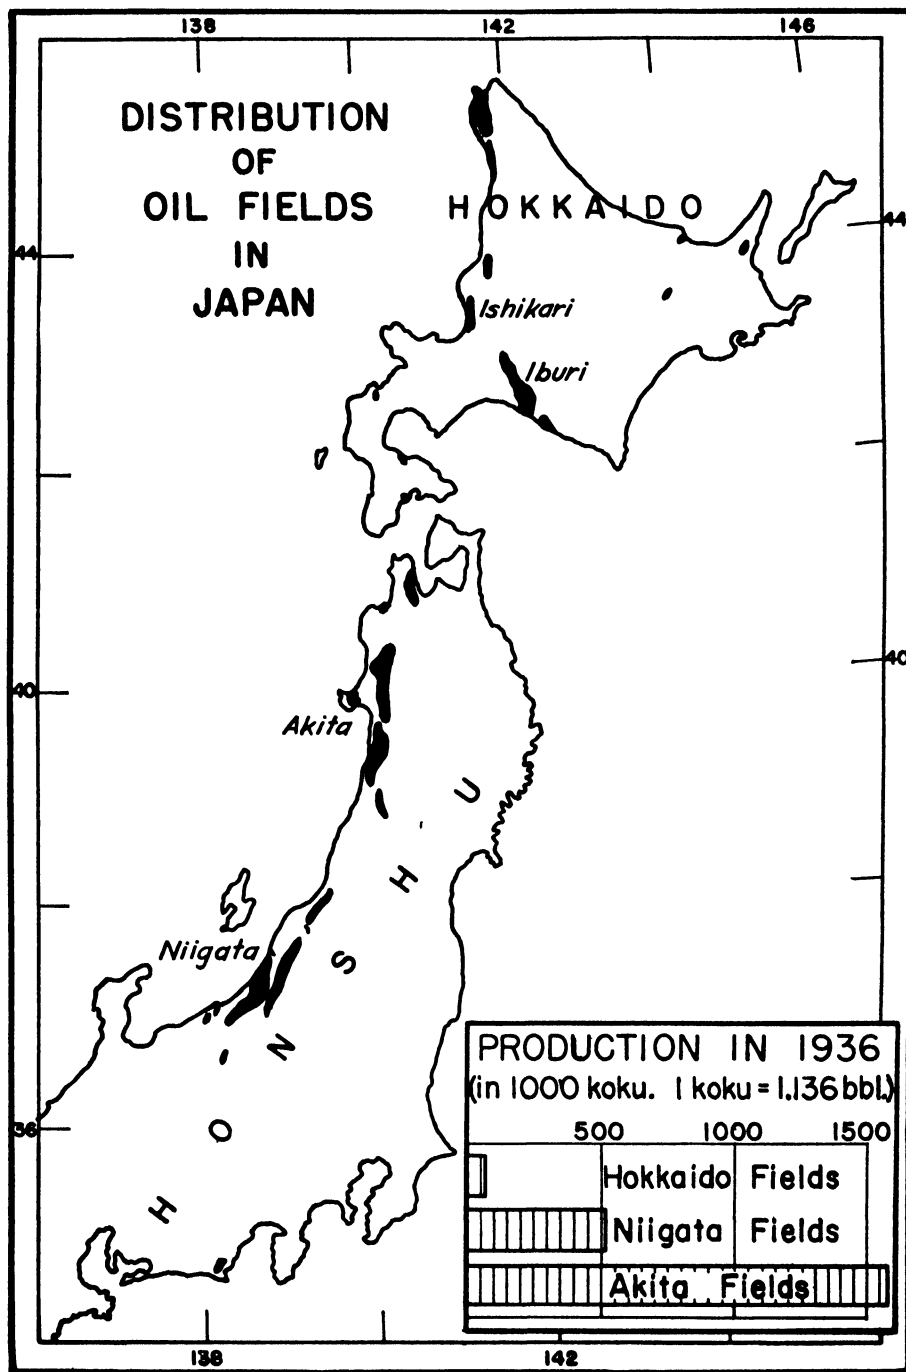 138 142 146
DISTRIBUTION
OF
OIL FIELDS
IN
JAPAN
HOKKAIDO
44 44
Ishikari
Iburi
40 40
Akita
Niigata
HONSHU
36
PRODUCTION IN 1936
(in 1000 koku. 1 koku = 1.136 bbl.)
500 1000 1500
Hokkaido Fields
Niigata Fields
Akita Fields
138 142